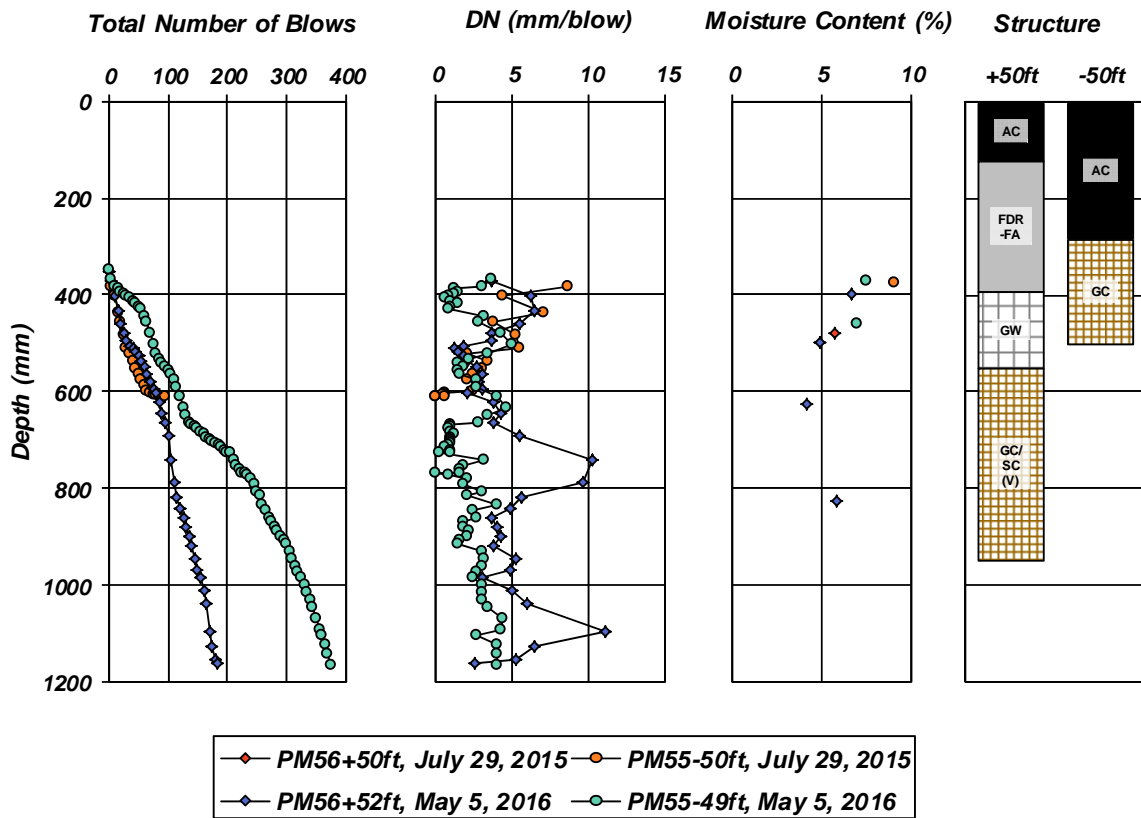 Total Number of Blows
DN (mm/blow)
Moisture Content (%)
Structure
0 100 200 300 400
0 5 10 15
0 5 10
+50ft -50ft
Depth (mm)
0
200
400
600
800
1000
1200
AC
FDR
-FA
GW
GC/
SC
(V)
AC
GC
PM56+50ft, July 29, 2015
PM55-50ft, July 29, 2015
PM56+52ft, May 5, 2016
PM55-49ft, May 5, 2016